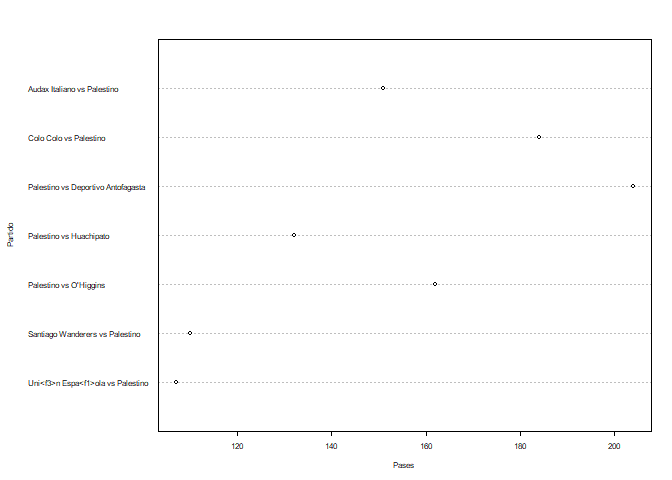 Audax Italiano vs Palestino
Colo Colo vs Palestino
Palestino vs Deportivo Antofagasta
Palestino vs Huachipato
Palestino vs O'Higgins
Santiago Wanderers vs Palestino
Uni<f3>n Espa<f1>ola vs Palestino
Partido
120 140 160 180 200
Pases